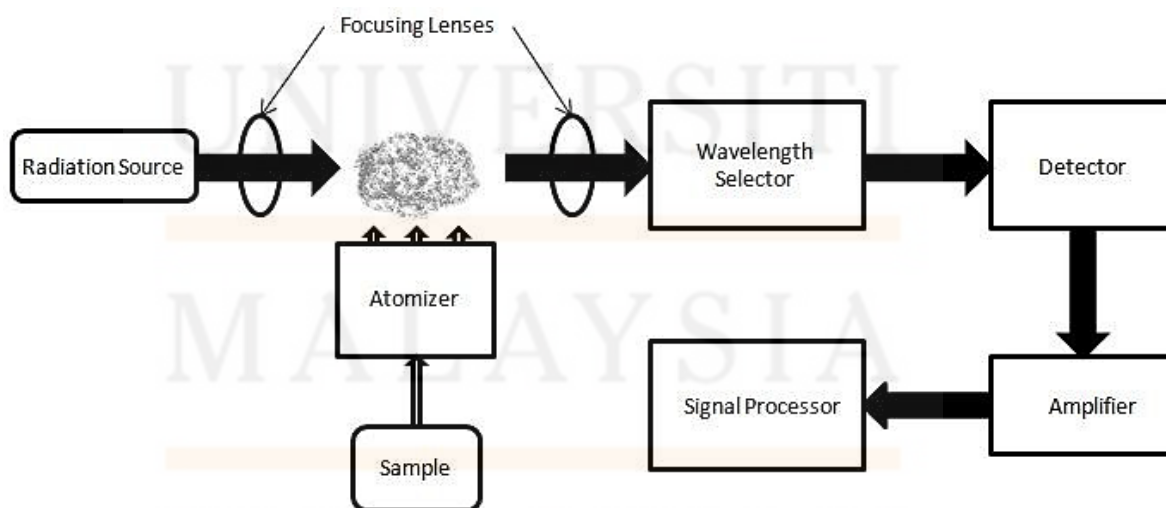 UNIVERSITI
MALAYSIA
Focusing Lenses
Radiation Source
Wavelength
Selector
Detector
Atomizer
Signal Processor
Amplifier
Sample